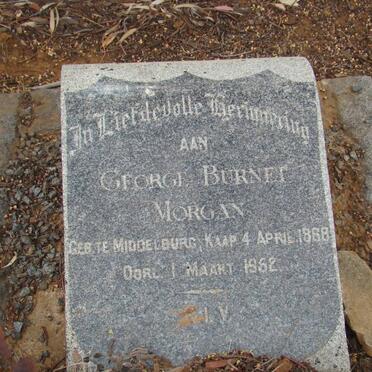 In Liefdevolle Herinnering
AAN
GEORGE BURNET
MORGAN
GEB. TE MIDDELBURG, KAAP 4 APRIL 1868
OORL. 1 MAART 1952.
R.I.V.